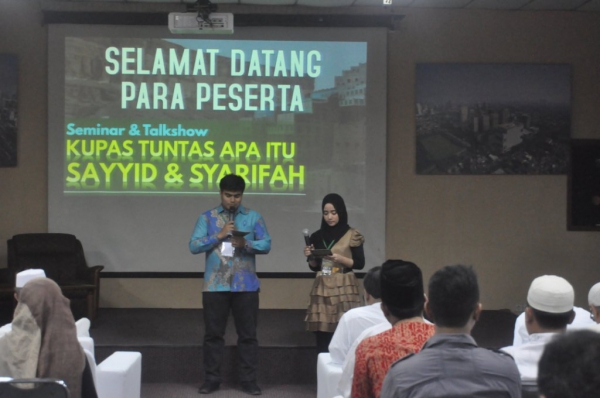 SELAMAT DATANG
PARA PESERTA
Seminar & Talkshow
KUPAS TUNTAS APA ITU
SAYYID & SYARIFAH